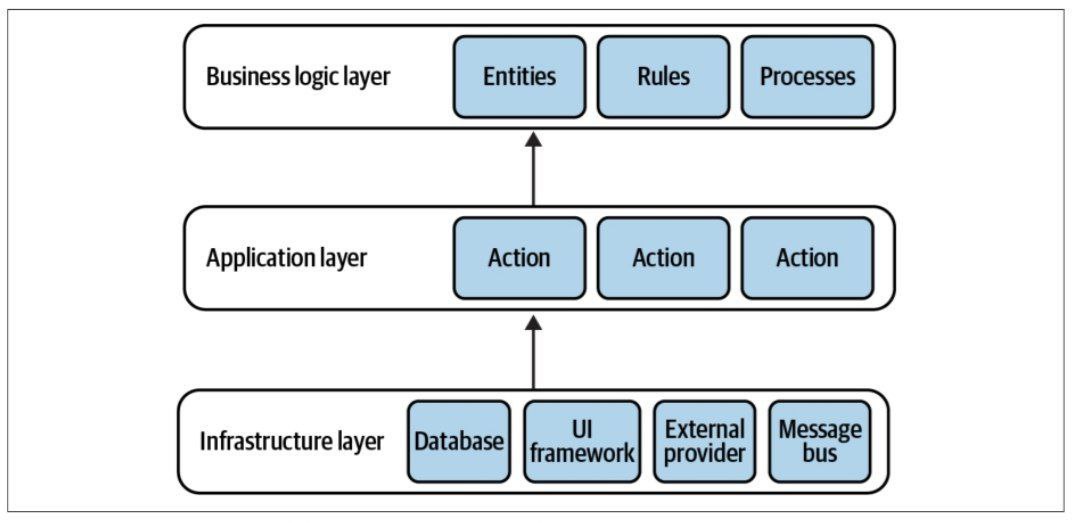 Business logic layer
Entities
Rules
Processes
Application layer
Action
Action
Action
Infrastructure layer
Database
UI
framework
External
provider
Message
bus